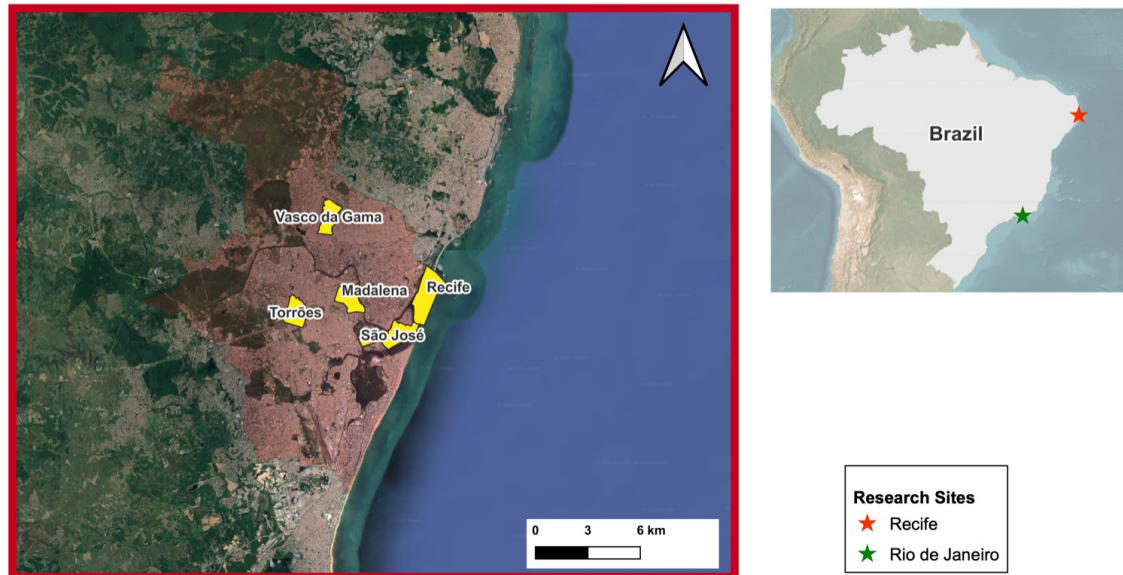 Vasco da Gama
Madalena
Recife
Torrões
São José
0 3 6 km
Brazil
Research Sites
Recife
Rio de Janeiro